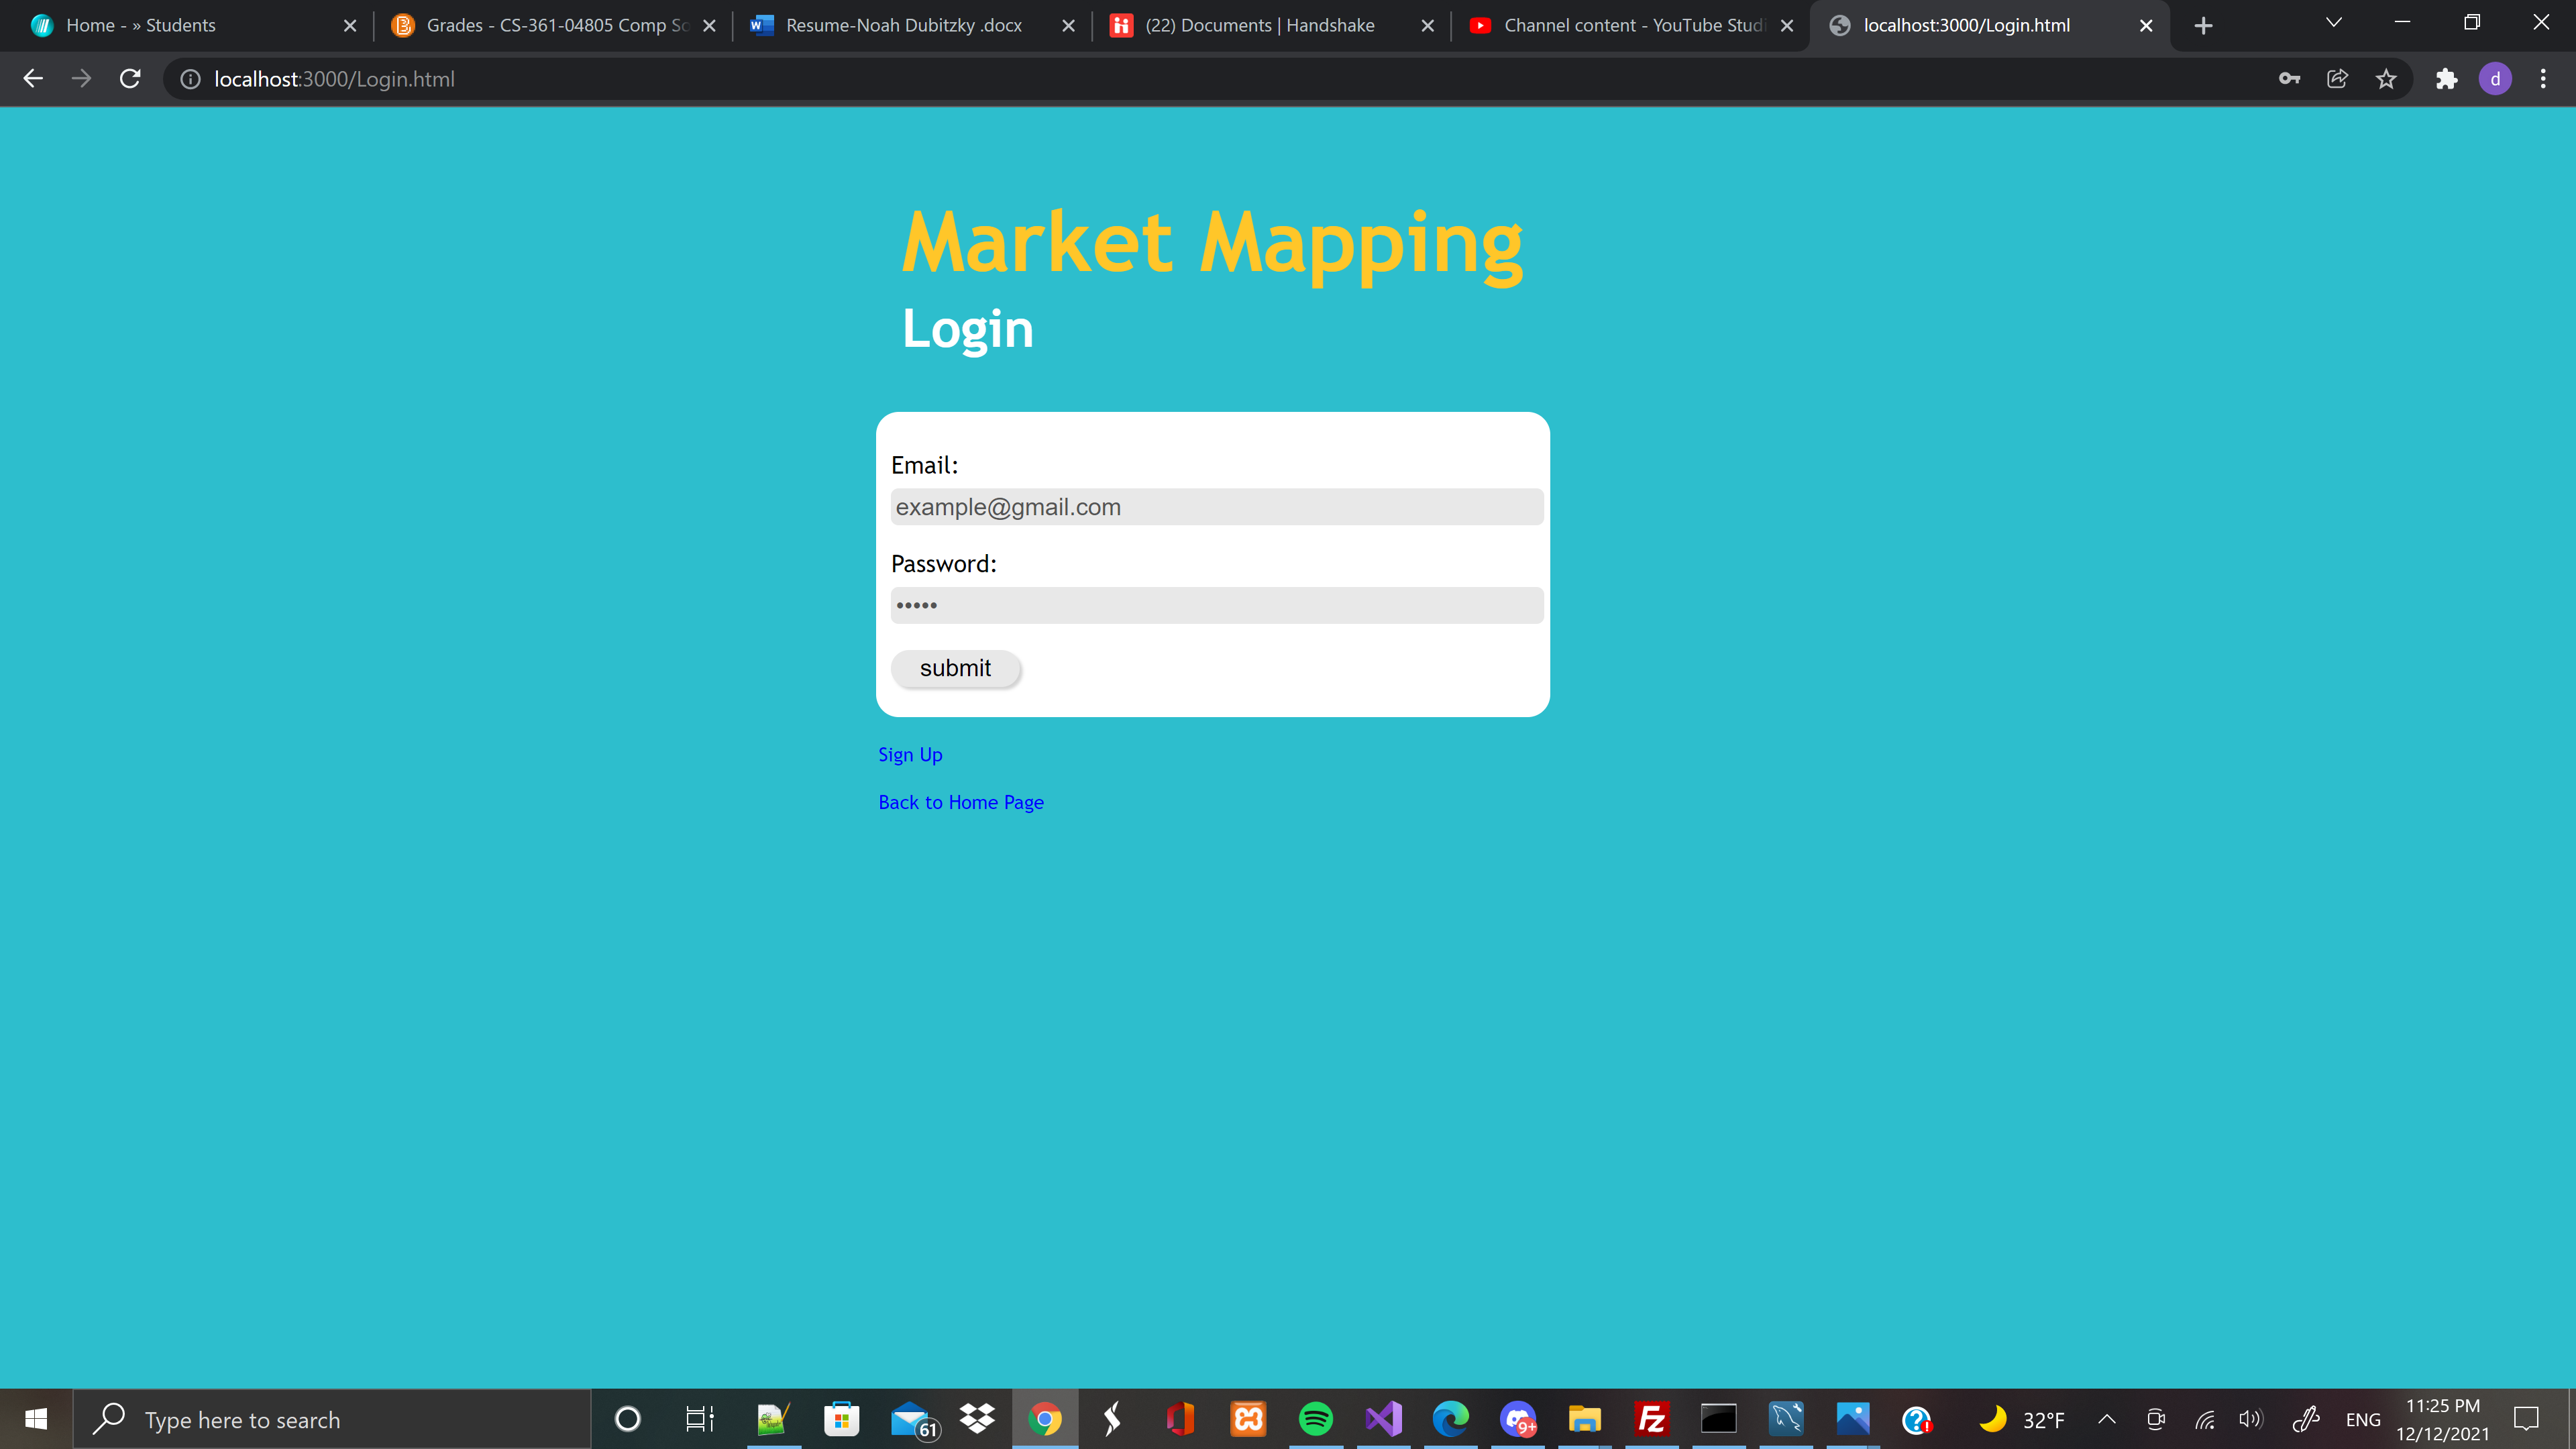 Home - » Students
Grades - CS-361-04805 Comp Sc
Resume-Noah Dubitzky .docx
(22) Documents | Handshake
Channel content - YouTube Studi
localhost:3000/Login.html
localhost:3000/Login.html
d
Market Mapping
Login
Email:
example@gmail.com
Password:
•••••
submit
Sign Up
Back to Home Page
Type here to search
61
9+
32°F
ENG
11:25 PM
12/12/2021